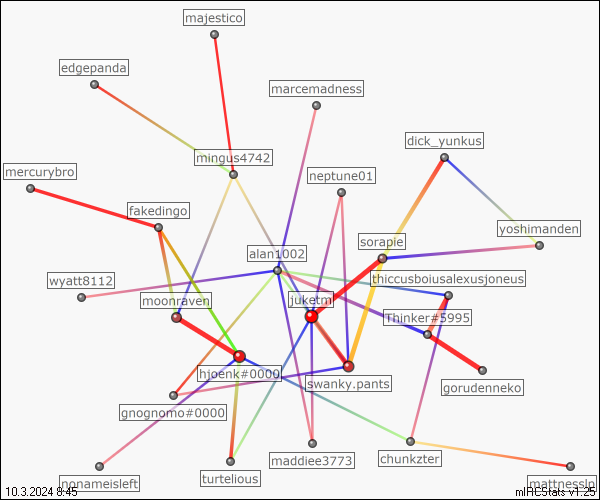 majestico
edgepanda
marcemadness
dick_yunkus
mingus4742
mercurybro
neptune01
fakedingo
yoshimanden
sorapie
alan1002
wyatt8112
thiccusboiusalexusjoneus
moonraven
juketm
Thinker#5995
hjoenk#0000
swanky.pants
gorudenneko
gnognomo#0000
maddiee3773
chunkzter
nonameisleft
turtelious
mattnesslp
10.3.2024 8:45
mIRCStats v1.25